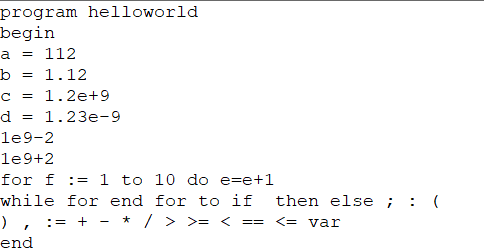 program helloworld
begin
a = 112
b = 1.12
c = 1.2e+9
d = 1.23e-9
1e9-2
1e9+2
for f := 1 to 10 do e=e+1
while for end for to if  then else ; : (
) , := + - * / > >= < == <= var
end